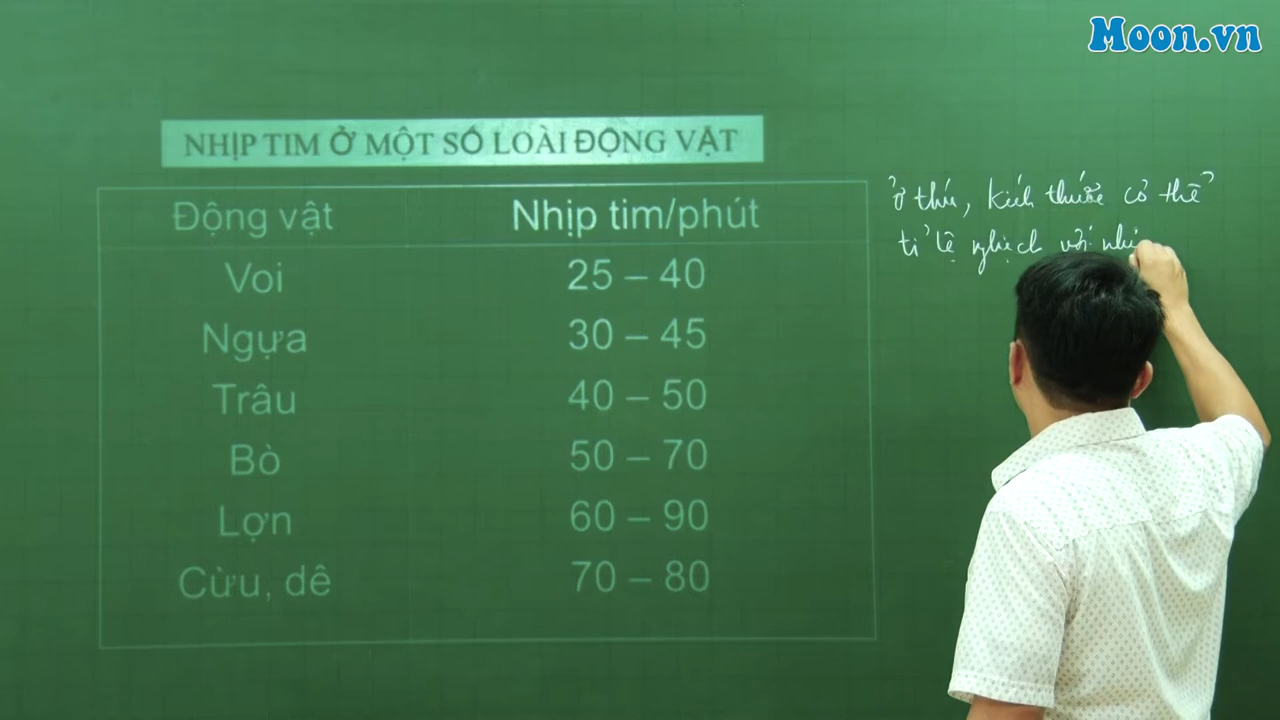 Moon.vn
NHỊP TIM Ở MỘT SỐ LOÀI ĐỘNG VẬT
Động vật Nhịp tim/phút
Voi 25 – 40
Ngựa 30 – 45
Trâu 40 – 50
Bò 50 – 70
Lợn 60 – 90
Cừu, dê 70 – 80
Ở thú, kích thước cơ thể
tỉ lệ nghịch với